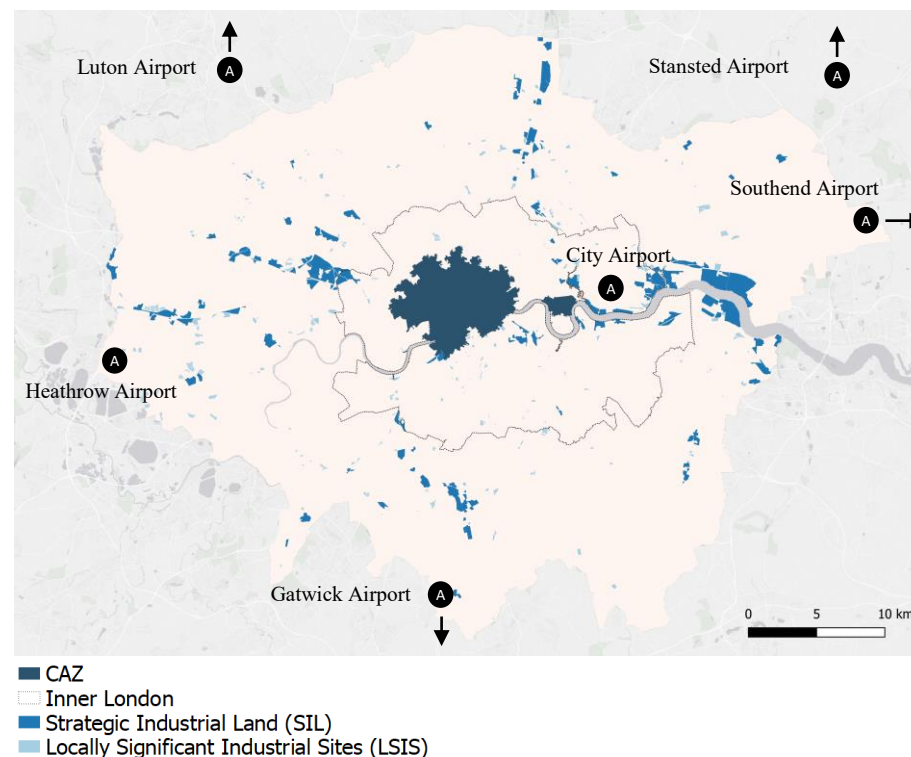 Luton Airport
A
Stansted Airport
A
Southend Airport
A
City Airport
A
A
Heathrow Airport
Gatwick Airport
A
0 5 10 km
CAZ
Inner London
Strategic Industrial Land (SIL)
Locally Significant Industrial Sites (LSIS)